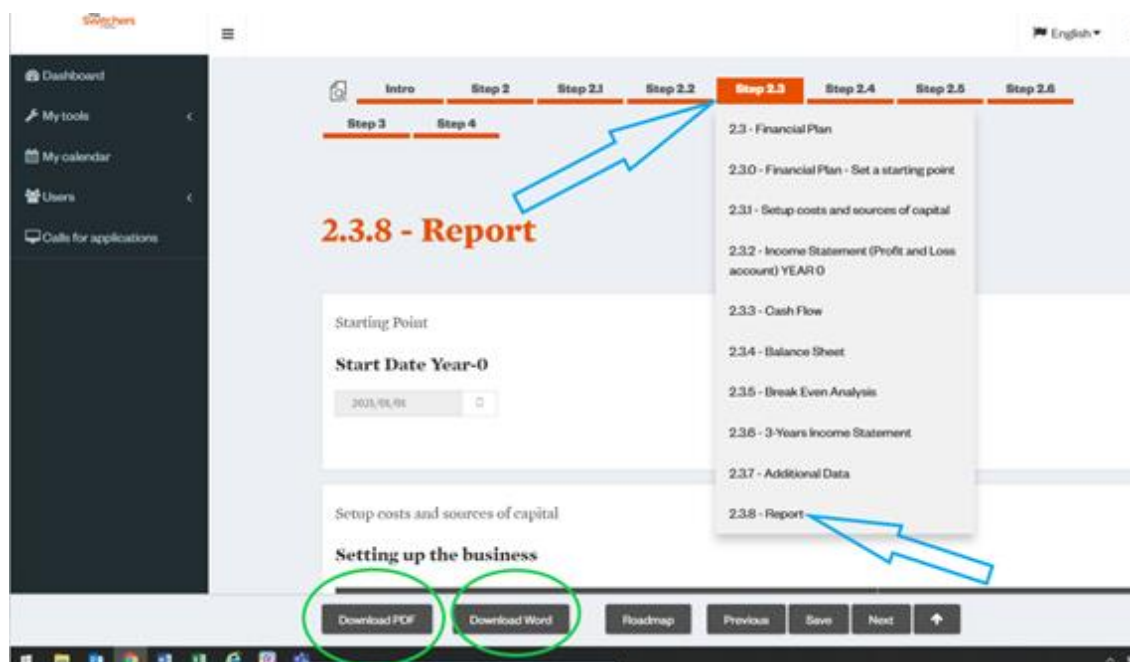 Switchers
English
Dashboard
My tools
My calendar
Users
Calls for applications
Intro
Step 2
Step 2.1
Step 2.2
Step 2.3
Step 2.4
Step 2.5
Step 2.6
Step 3
Step 4
2.3 - Financial Plan
2.3.0 - Financial Plan - Set a starting point
2.3.1 - Setup costs and sources of capital
2.3.2 - Income Statement (Profit and Loss
account) YEAR 0
2.3.3 - Cash Flow
2.3.4 - Balance Sheet
2.3.5 - Break Even Analysis
2.3.6 - 3-Years Income Statement
2.3.7 - Additional Data
2.3.8 - Report
2.3.8 - Report
Starting Point
Start Date Year-0
2021/01/01
Setup costs and sources of capital
Setting up the business
Download PDF
Download Word
Roadmap
Previous
Save
Next